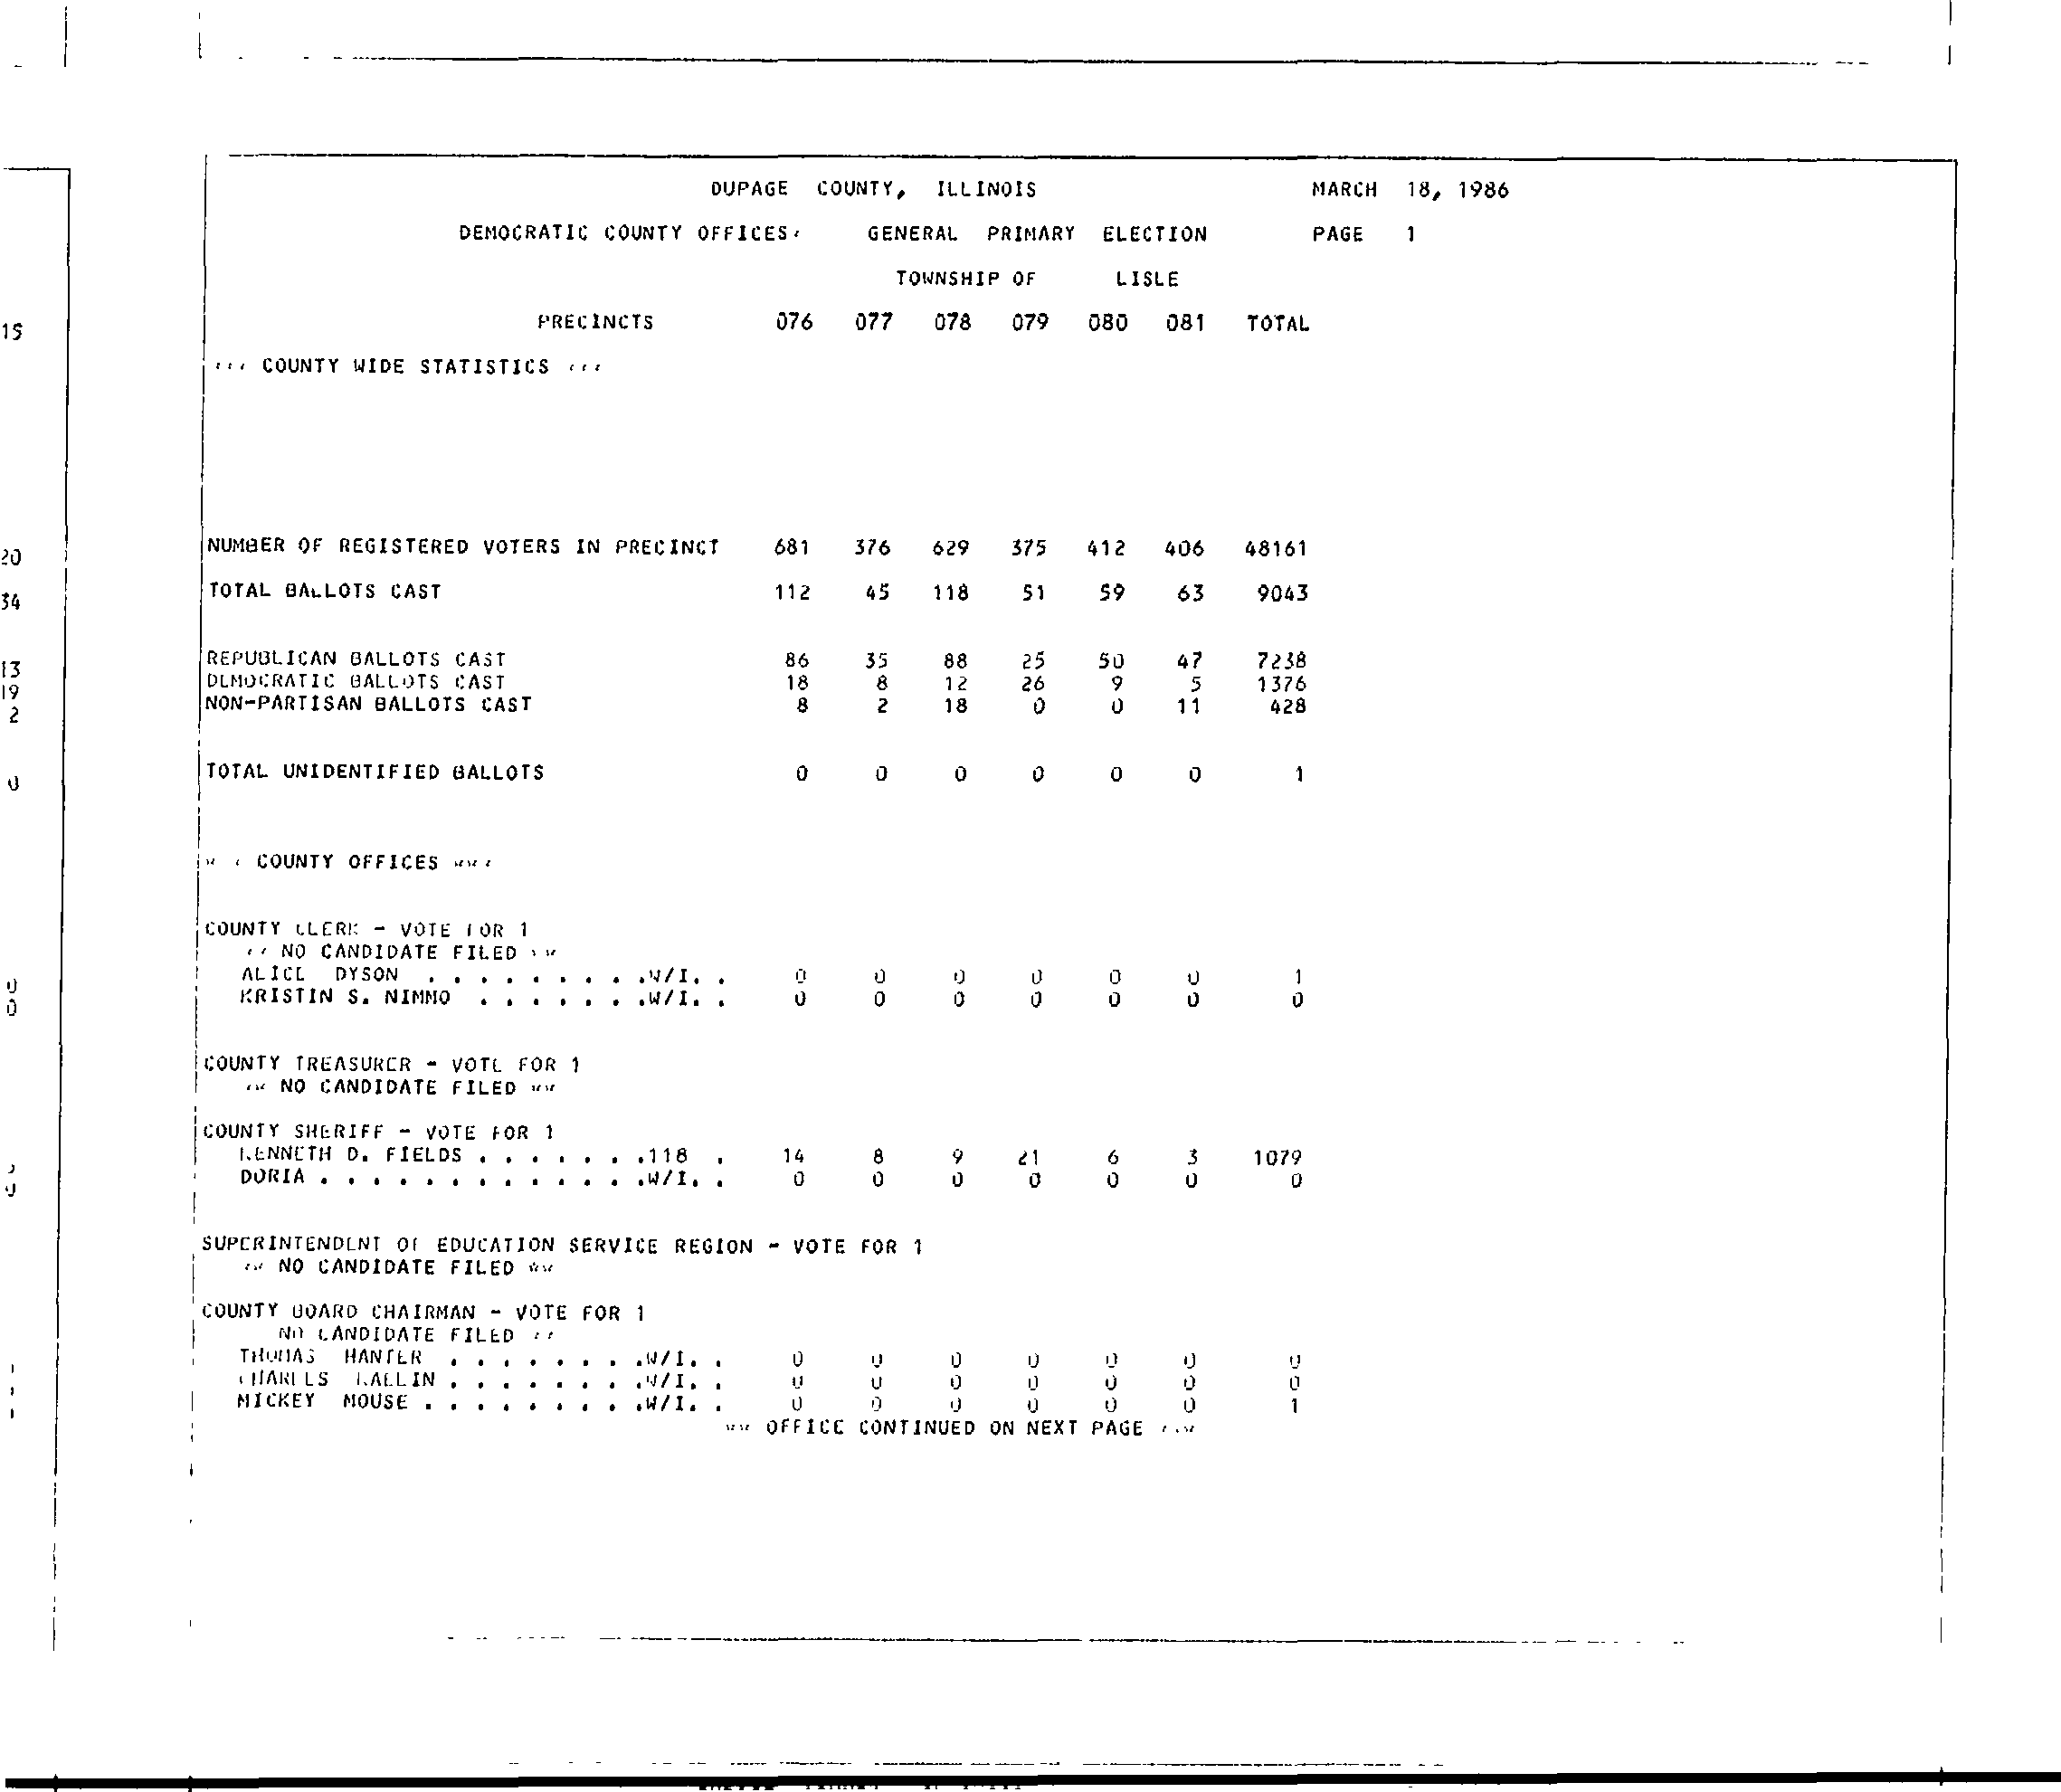 DUPAGE COUNTY, ILLINOIS MARCH 18, 1986
DEMOCRATIC COUNTY OFFICES GENERAL PRIMARY ELECTION PAGE 1
TOWNSHIP OF LISLE
PRECINCTS 076 077 078 079 080 081 TOTAL
15
COUNTY WIDE STATISTICS
NUMBER OF REGISTERED VOTERS IN PRECINCT 681 376 629 375 412 406 48161
20
TOTAL BALLOTS CAST 112 45 118 51 59 63 9043
34
REPUBLICAN BALLOTS CAST 86 35 88 25 50 47 7238
13
DEMOCRATIC BALLOTS CAST 18 8 12 26 9 5 1376
19
NON-PARTISAN BALLOTS CAST 8 2 18 0 0 11 428
2
TOTAL UNIDENTIFIED BALLOTS 0 0 0 0 0 0 1
0
COUNTY OFFICES
COUNTY CLERK - VOTE FOR 1
NO CANDIDATE FILED
ALICE DYSON . . . . . . . . .W/I. . 0 0 0 0 0 0 1
0
KRISTIN S. NIMMO . . . . . . .W/I. . 0 0 0 0 0 0 0
0
COUNTY TREASURER - VOTE FOR 1
** NO CANDIDATE FILED **
COUNTY SHERIFF - VOTE FOR 1
KENNETH D. FIELDS . . . . . . .118 . 14 8 9 21 6 3 1079
DORIA . . . . . . . . . . . . .W/I. . 0 0 0 0 0 0 0
SUPERINTENDENT OF EDUCATION SERVICE REGION - VOTE FOR 1
** NO CANDIDATE FILED **
COUNTY BOARD CHAIRMAN - VOTE FOR 1
NO CANDIDATE FILED
THOMAS HANTER . . . . . . . .W/I. . 0 0 0 0 0 0 0
CHARLES . . . . . . . .W/I. . 0 0 0 0 0 0 0
MICKEY MOUSE . . . . . . . . .W/I. . 0 0 0 0 0 0 1
** OFFICE CONTINUED ON NEXT PAGE **